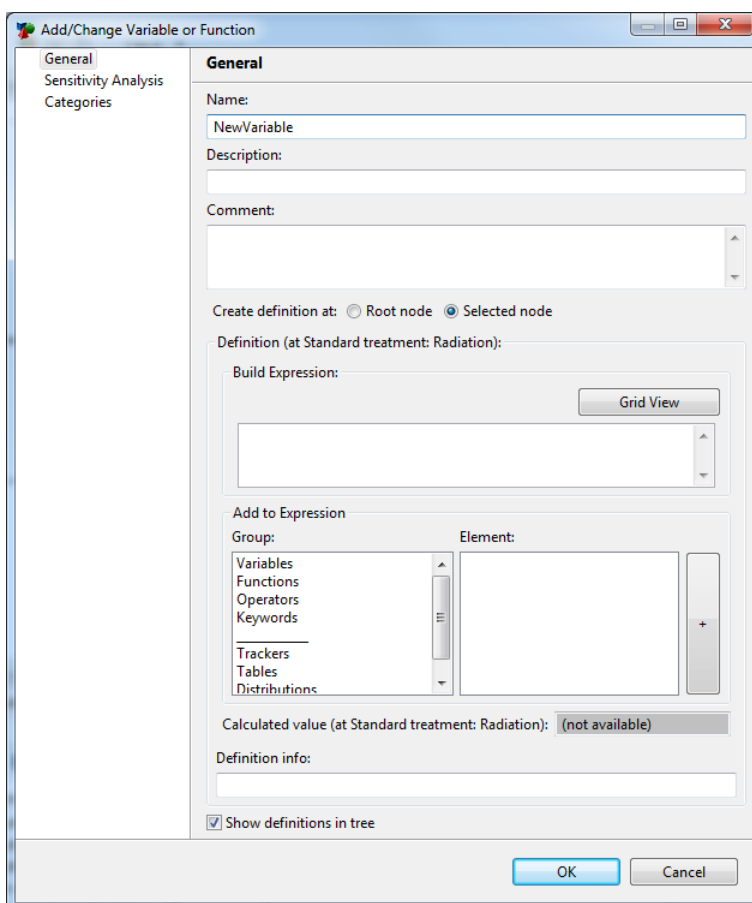 Add/Change Variable or Function
General
Sensitivity Analysis
Categories
General
Name:
NewVariable
Description:
Comment:
Create definition at: Root node Selected node
Definition (at Standard treatment: Radiation):
Build Expression:
Grid View
Add to Expression
Group: Element:
Variables
Functions
Operators
Keywords
+
Trackers
Tables
Distributions
Calculated value (at Standard treatment: Radiation): (not available)
Definition info:
Show definitions in tree
OK Cancel